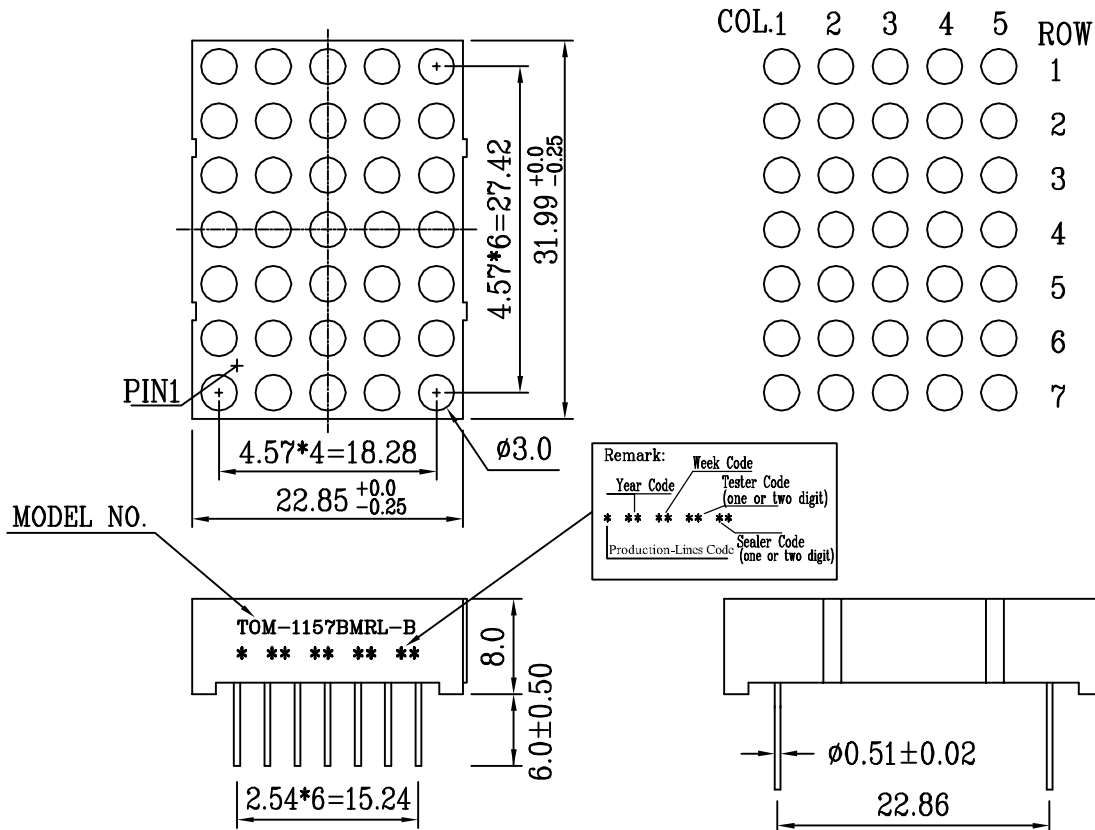 COL.1 2 3 4 5 ROW
1
2
3
4
5
6
7
4.57*6=27.42
31.99 +0.0 -0.25
PIN1
4.57*4=18.28
ø3.0
22.85 +0.0 -0.25
MODEL NO.
Remark:
Week Code
Year Code
Tester Code
(one or two digit)
* ** ** ** **
Sealer Code
Production-Lines Code
(one or two digit)
TOM-1157BMRL-B
* ** ** ** **
8.0
6.0±0.50
2.54*6=15.24
ø0.51±0.02
22.86